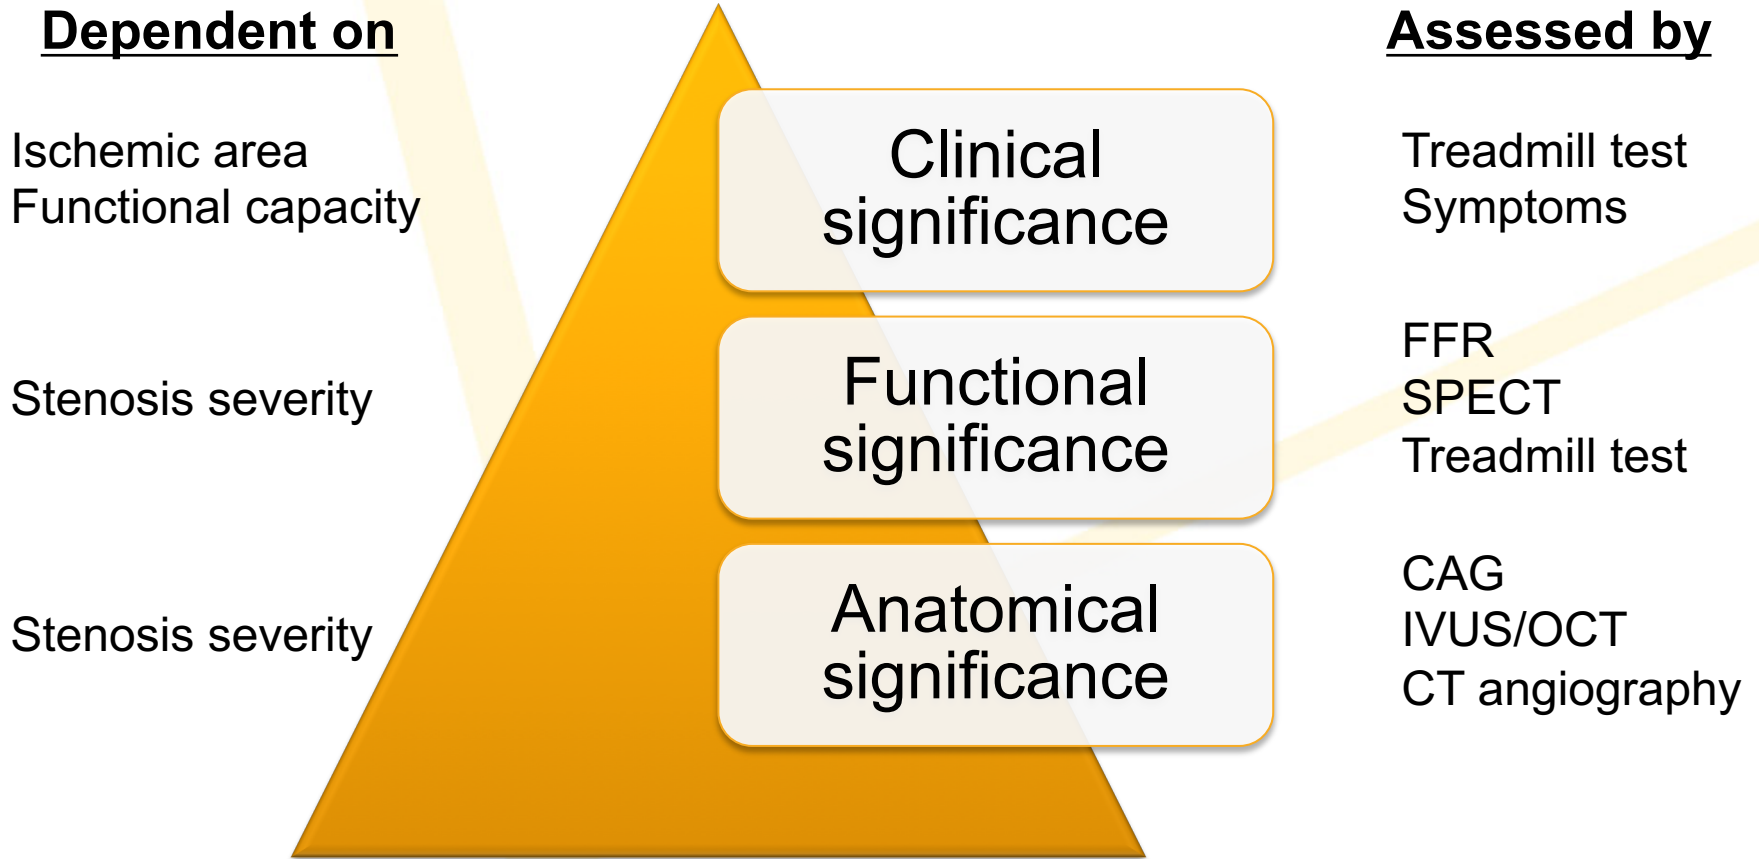 Dependent on
Assessed by
Ischemic area
Functional capacity
Clinical
significance
Treadmill test
Symptoms
Stenosis severity
Functional
significance
FFR
SPECT
Treadmill test
Stenosis severity
Anatomical
significance
CAG
IVUS/OCT
CT angiography